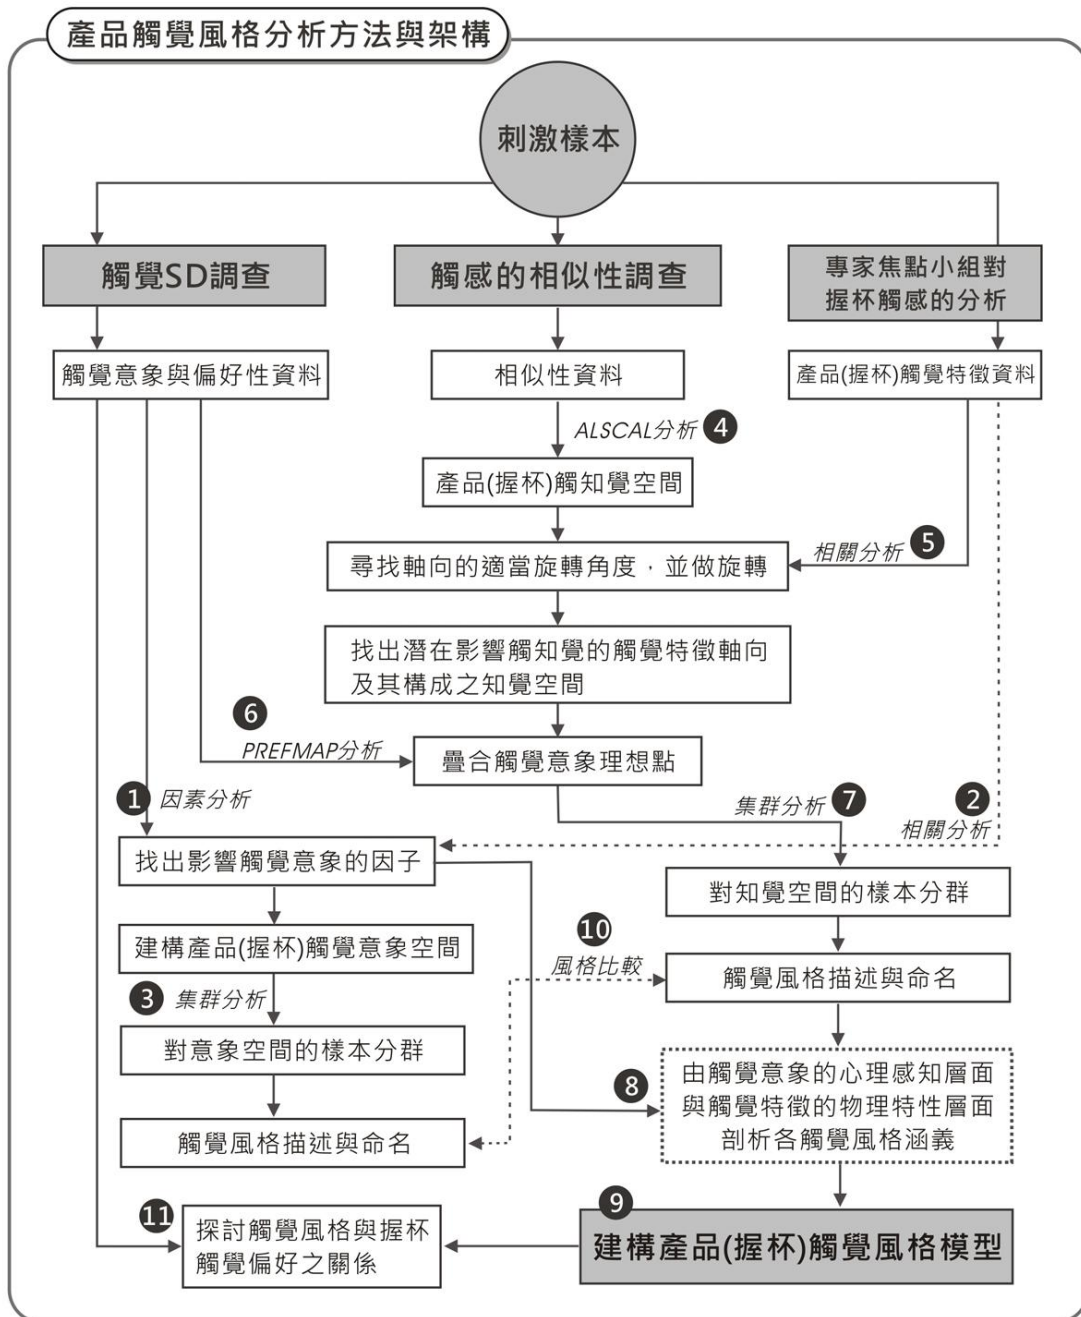 產品觸覺風格分析方法與架構
刺激樣本
觸覺SD調查
觸感的相似性調查
專家焦點小組對
握杯觸感的分析
觸覺意象與偏好性資料
相似性資料
產品(握杯)觸覺特徵資料
ALSCAL分析 4
產品(握杯)觸知覺空間
相關分析 5
尋找軸向的適當旋轉角度，並做旋轉
找出潛在影響觸知覺的觸覺特徵軸向
及其構成之知覺空間
6
PREFMAP分析
疊合觸覺意象理想點
1 因素分析
集群分析 7
2
相關分析
找出影響觸覺意象的因子
對知覺空間的樣本分群
建構產品(握杯)觸覺意象空間
10
風格比較
觸覺風格描述與命名
3 集群分析
對意象空間的樣本分群
8
由觸覺意象的心理感知層面
與觸覺特徵的物理特性層面
剖析各觸覺風格涵義
觸覺風格描述與命名
9
建構產品(握杯)觸覺風格模型
11
探討觸覺風格與握杯
觸覺偏好之關係